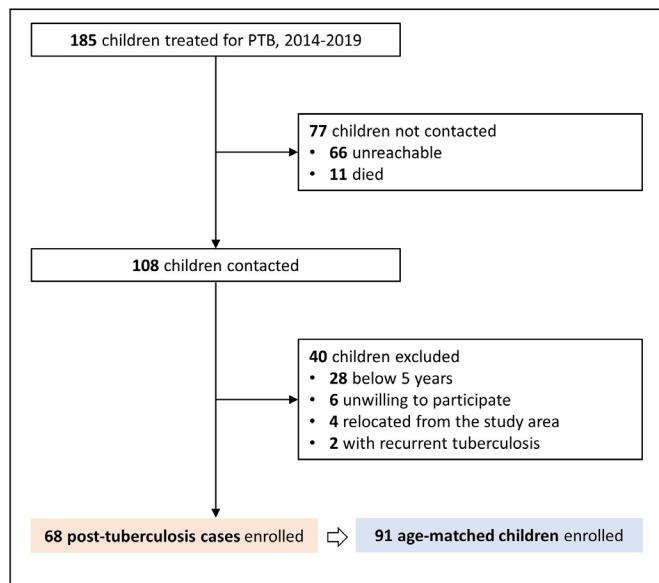 185 children treated for PTB, 2014-2019
77 children not contacted
• 66 unreachable
• 11 died
108 children contacted
40 children excluded
• 28 below 5 years
• 6 unwilling to participate
• 4 relocated from the study area
• 2 with recurrent tuberculosis
68 post-tuberculosis cases enrolled
91 age-matched children enrolled